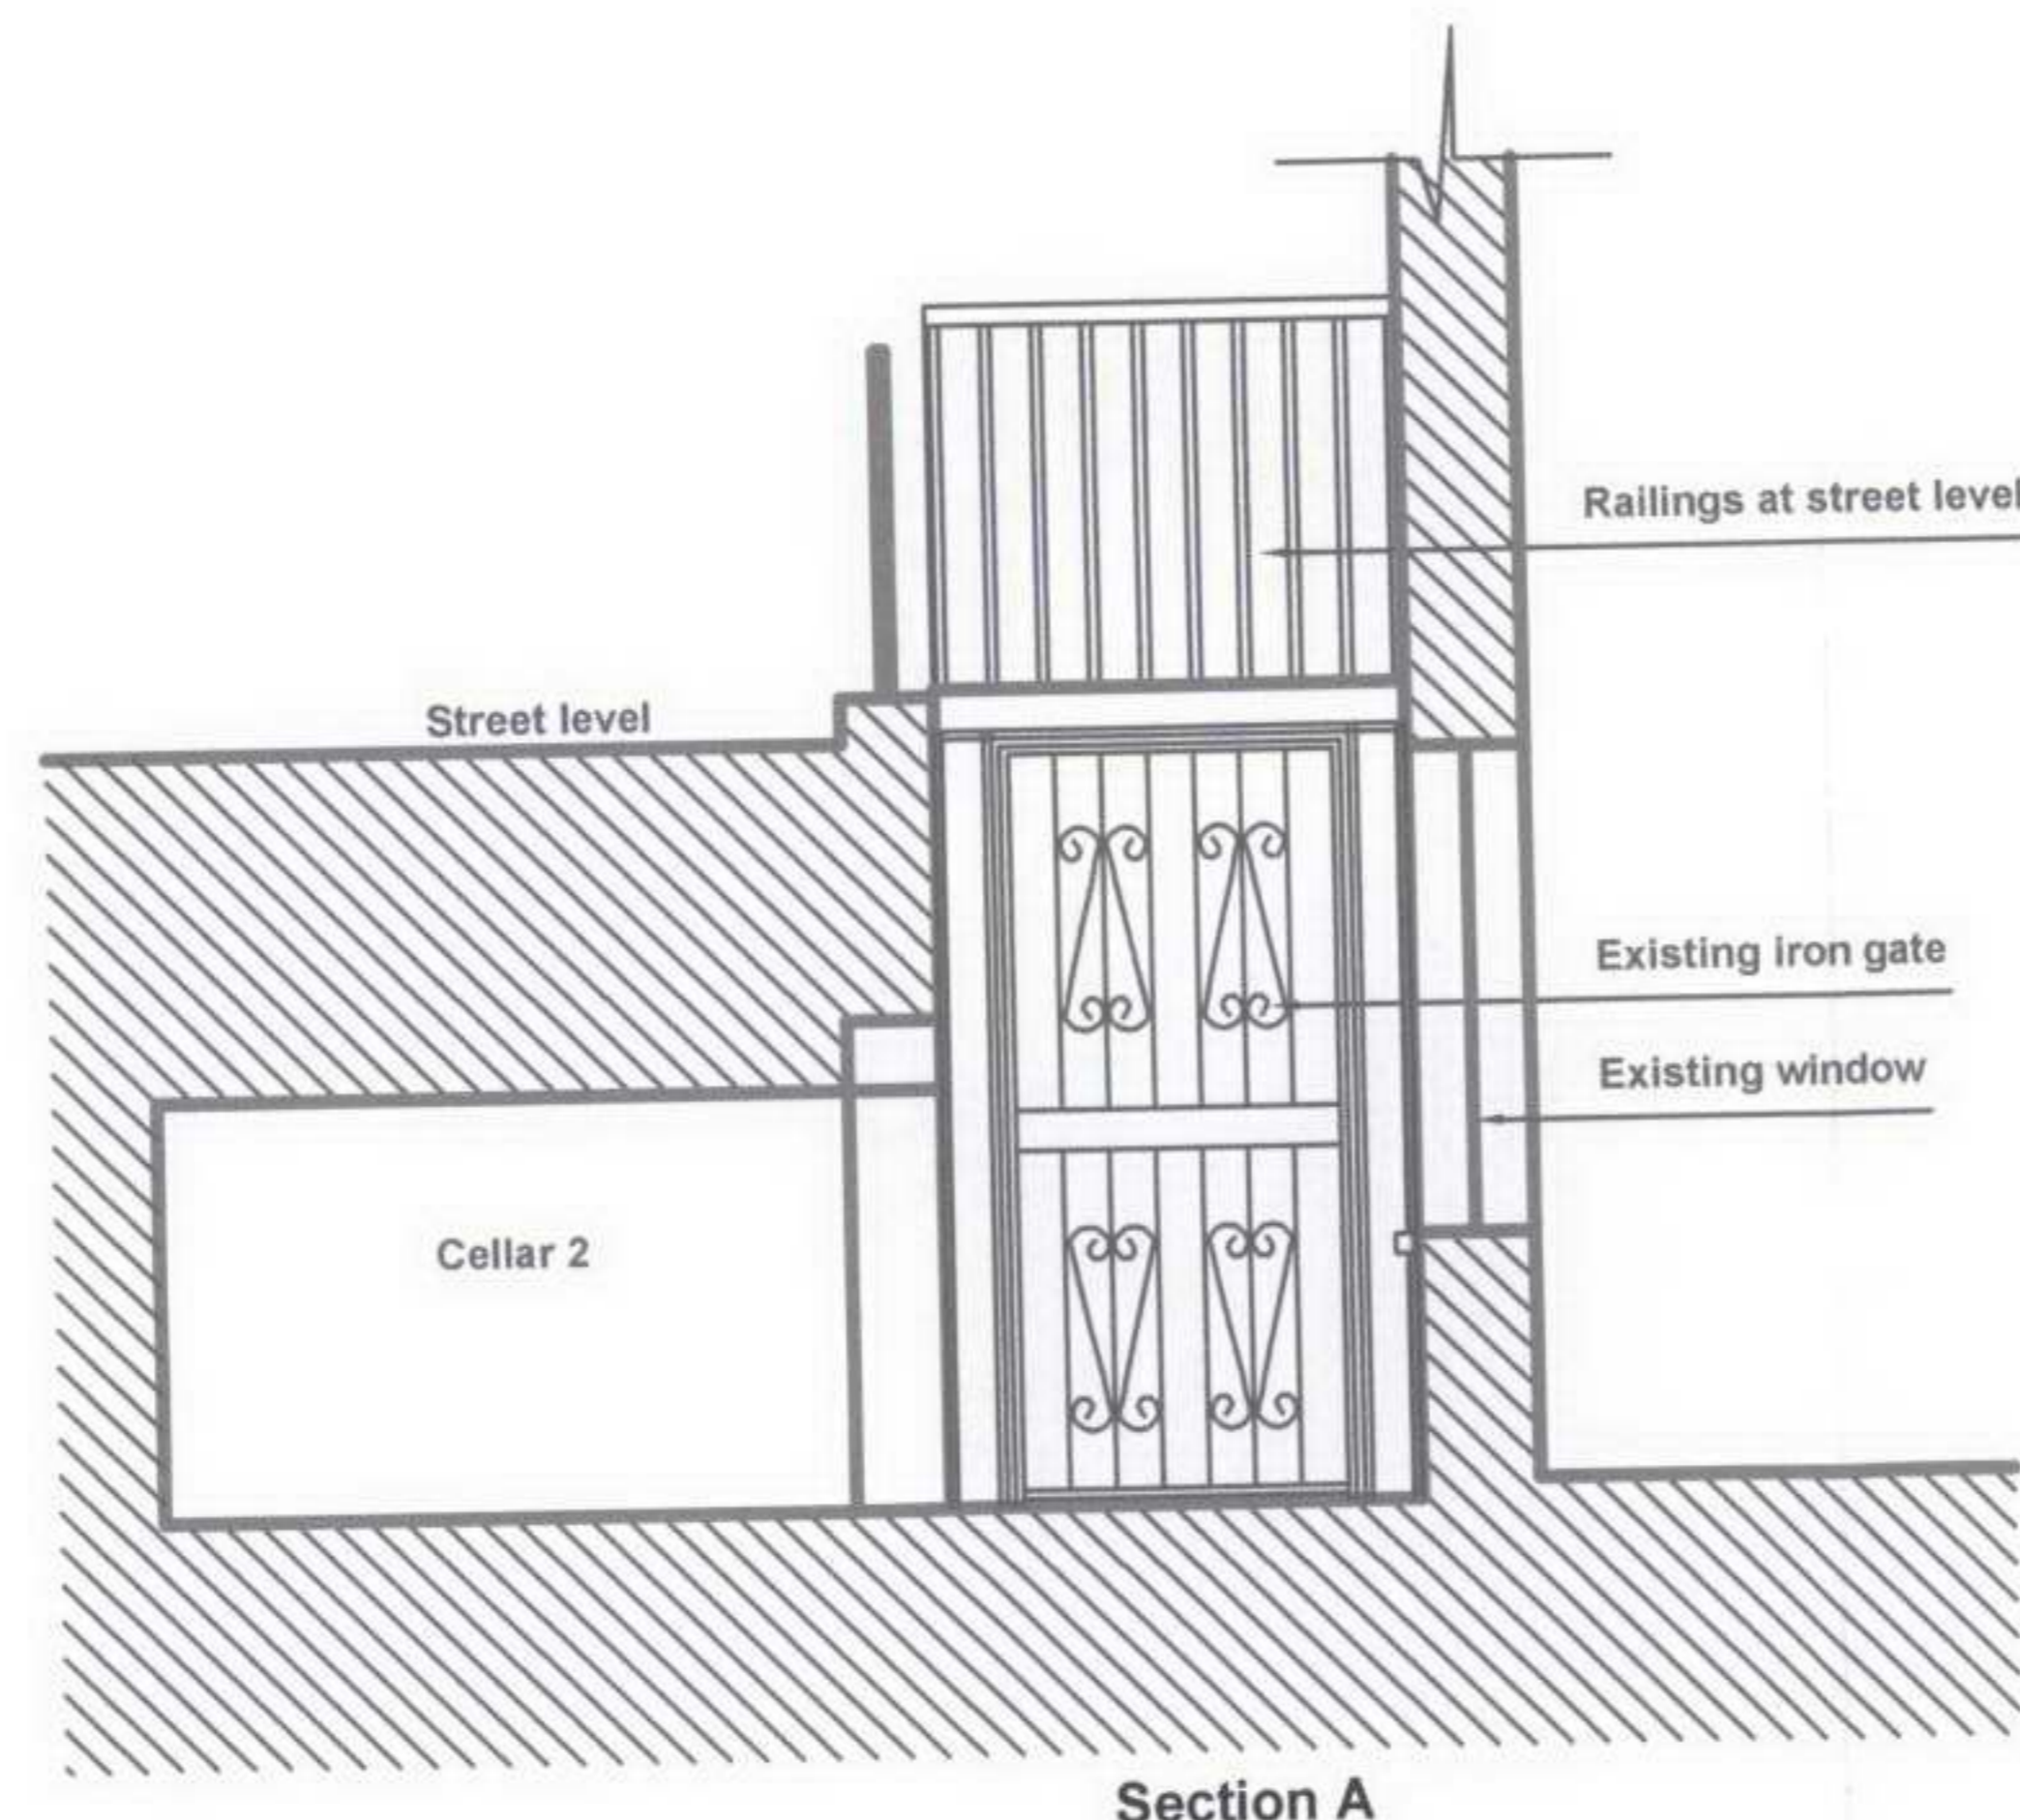 Railings at street level
Street level
Existing iron gate
Existing window
Cellar 2
Section A